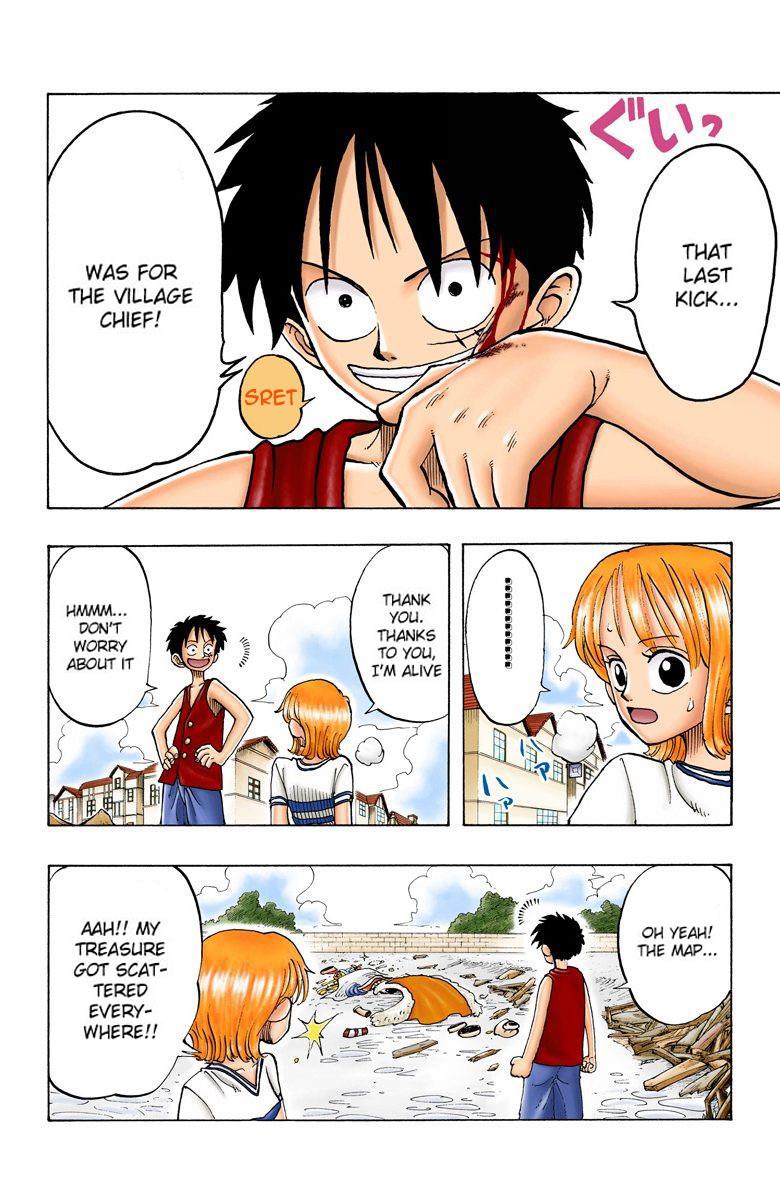 ぐいっ
THAT
LAST
KICK...
WAS FOR
THE VILLAGE
CHIEF!
SRET
ハァ
ハァ
THANK
YOU.
THANKS
TO YOU,
I'M ALIVE
HMMM...
DON'T
WORRY
ABOUT IT
OH YEAH!
THE MAP...
AAH!! MY
TREASURE
GOT SCAT-
TERED
EVERY-
WHERE!!